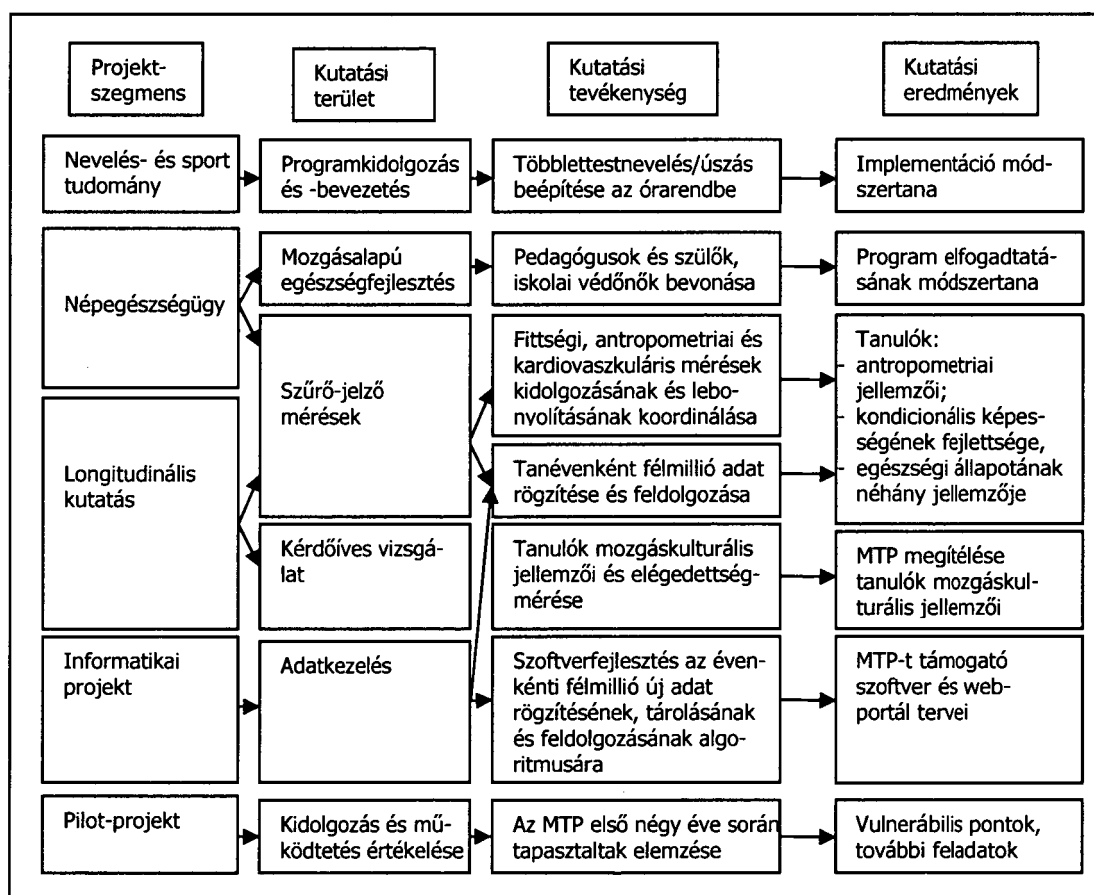 Projekt-
szegmens
Kutatási
terület
Kutatási
tevékenység
Kutatási
eredmények
Nevelés- és sport
tudomány
Programkidolgozás
és -bevezetés
Többlettestnevelés/úszás
beépítése az órarendbe
Implementáció mód-
szertana
Népegészségügy
Mozgásalapú
egészségfejlesztés
Pedagógusok és szülők,
iskolai védőnők bevonása
Program elfogadtatá-
sának módszertana
Szűrő-jelző
mérések
Fittségi, antropometriai és
kardiovaszkuláris mérések
kidolgozásának és lebo-
nyolításának koordinálása
Tanulók:
- antropometriai
jellemzői;
- kondicionális képes-
ségének fejlettsége,
- egészségi állapotának
néhány jellemzője
Longitudinális
kutatás
Tanévenként félmillió adat
rögzítése és feldolgozása
Kérdőíves vizsgá-
lat
Tanulók mozgáskulturális
jellemzői és elégedettség-
mérése
MTP megítélése
tanulók mozgáskul-
turális jellemzői
Informatikai
projekt
Adatkezelés
Szoftverfejlesztés az éven-
kénti félmillió új adat
rögzítésének, tárolásának
és feldolgozásának algo-
ritmusára
MTP-t támogató
szoftver és web-
portál tervei
Pilot-projekt
Kidolgozás és mű-
ködtetés értékelése
Az MTP első négy éve során
tapasztaltak elemzése
Vulnerábilis pontok,
további feladatok